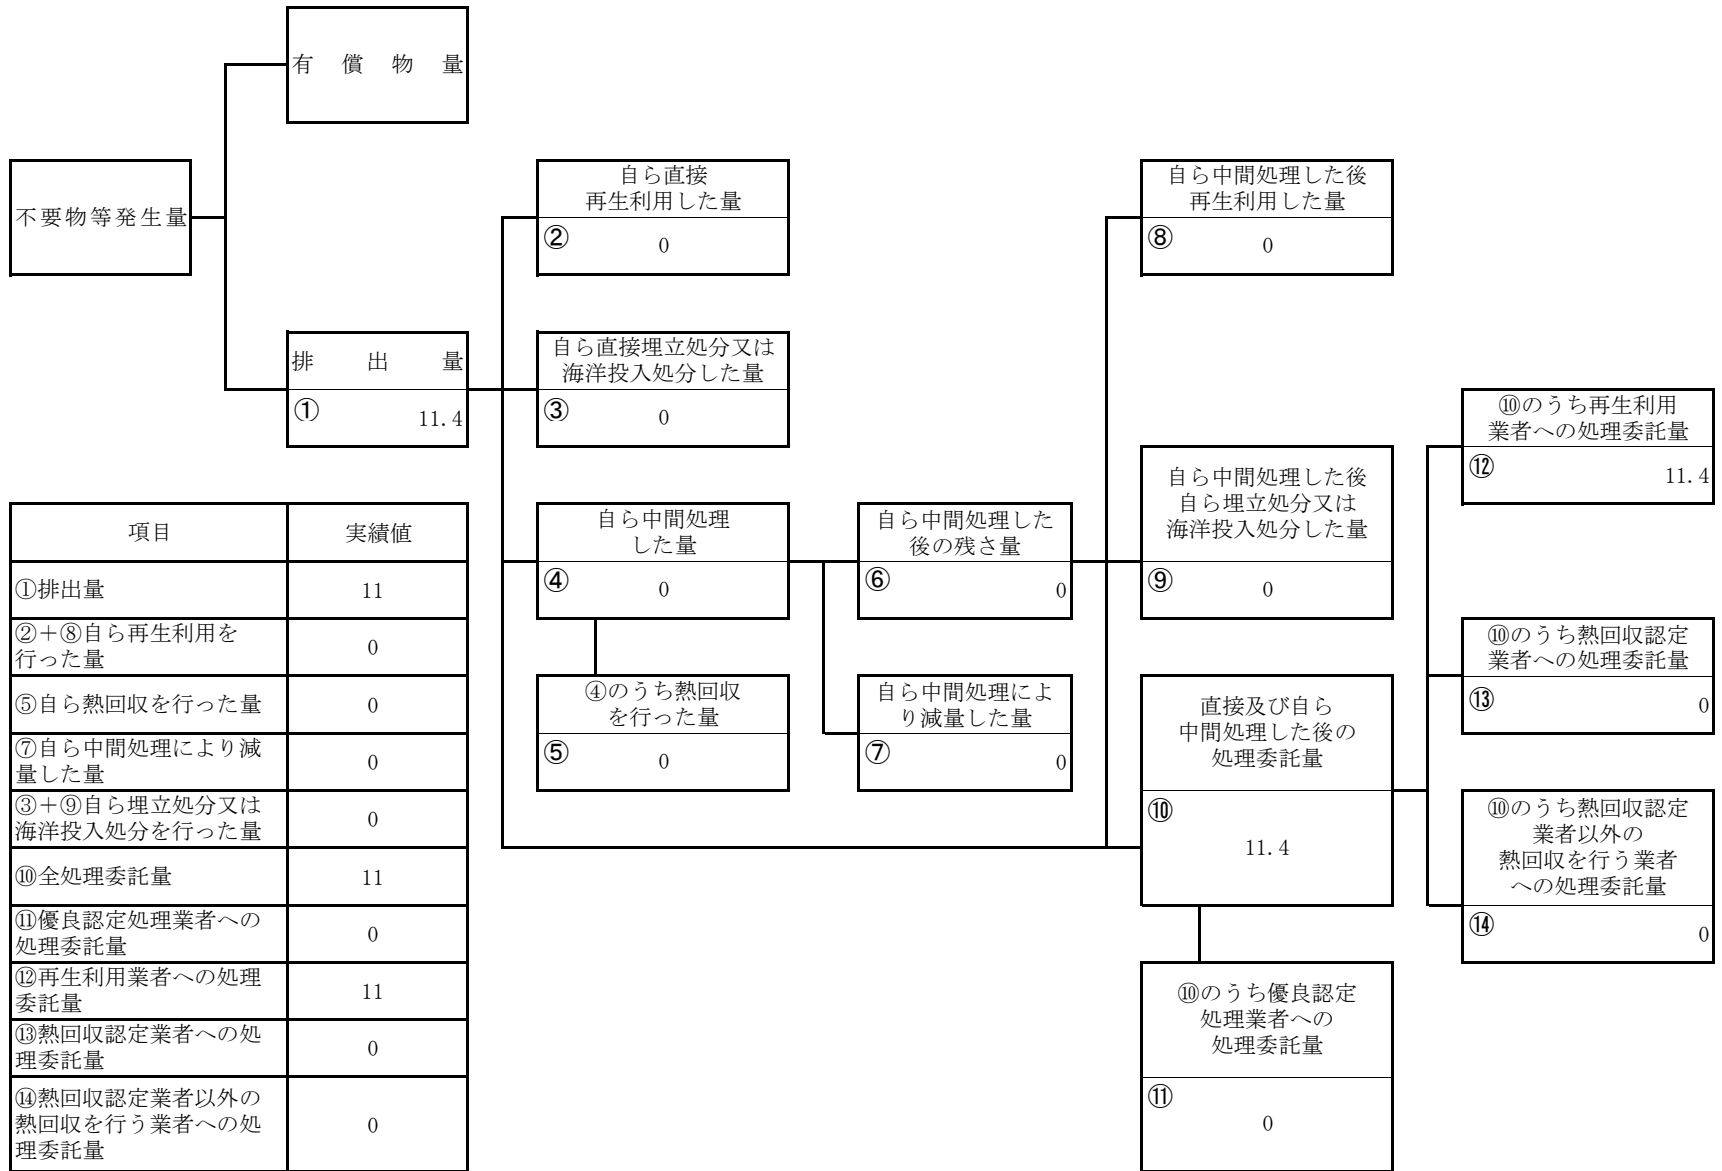 有償物量
不要物等発生量
排出量
①
11.4
自ら直接
再生利用した量
②
0
自ら直接埋立処分又は
海洋投入処分した量
③
0
自ら中間処理
した量
④
0
④のうち熱回収
を行った量
⑤
0
自ら中間処理した
後の残さ量
⑥
0
自ら中間処理によ
り減量した量
⑦
0
自ら中間処理した後
再生利用した量
⑧
0
自ら中間処理した後
自ら埋立処分又は
海洋投入処分した量
⑨
0
直接及び自ら
中間処理した後の
処理委託量
⑩
11.4
⑩のうち優良認定
処理業者への
処理委託量
⑪
0
⑩のうち再生利用
業者への処理委託量
⑫
11.4
⑩のうち熱回収認定
業者への処理委託量
⑬
0
⑩のうち熱回収認定
業者以外の
熱回収を行う業者
への処理委託量
⑭
0
項目 実績値
①排出量 11
②＋⑧自ら再生利用を
行った量 0
⑤自ら熱回収を行った量 0
⑦自ら中間処理により減
量した量 0
③＋⑨自ら埋立処分又は
海洋投入処分を行った量 0
⑩全処理委託量 11
⑪優良認定処理業者への
処理委託量 0
⑫再生利用業者への処理
委託量 11
⑬熱回収認定業者への処
理委託量 0
⑭熱回収認定業者以外の
熱回収を行う業者への処
理委託量 0